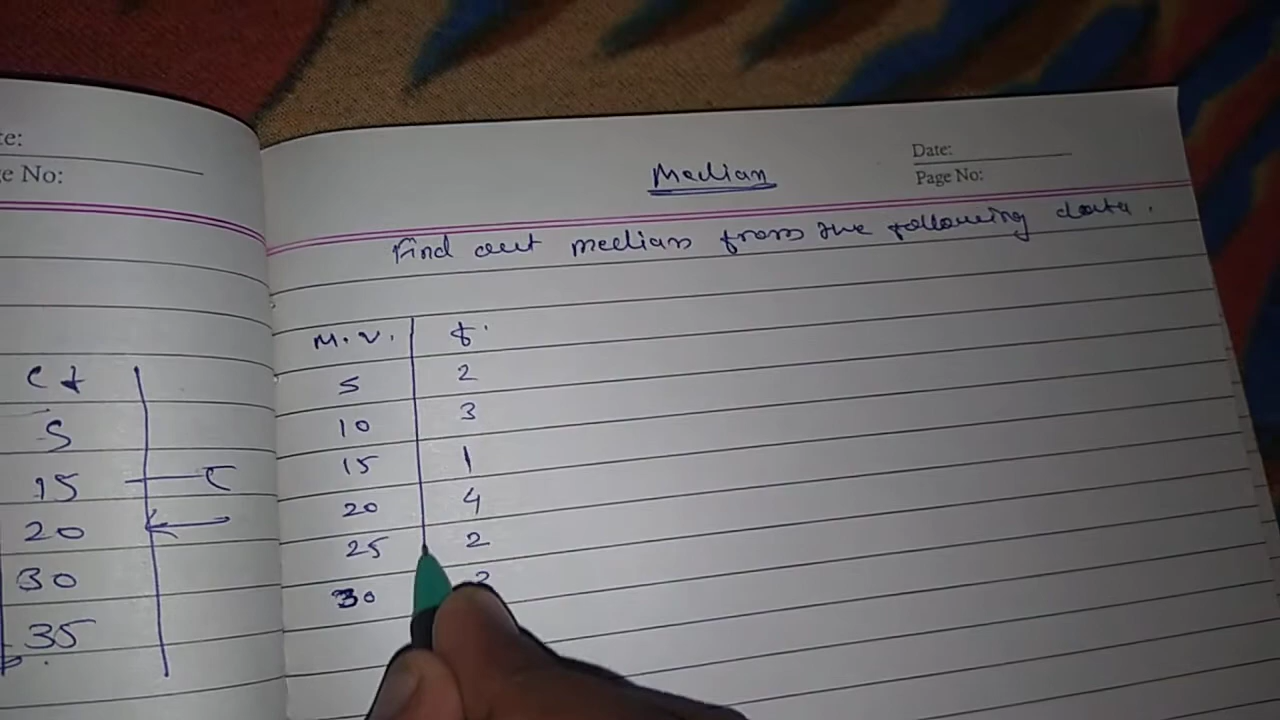 te:
e No:
c f
5
15
20
30
35
Date:
Page No:
Median
Find out median from the following data.
M.V. f.
5 2
10 3
15 1
20 4
25 2
30